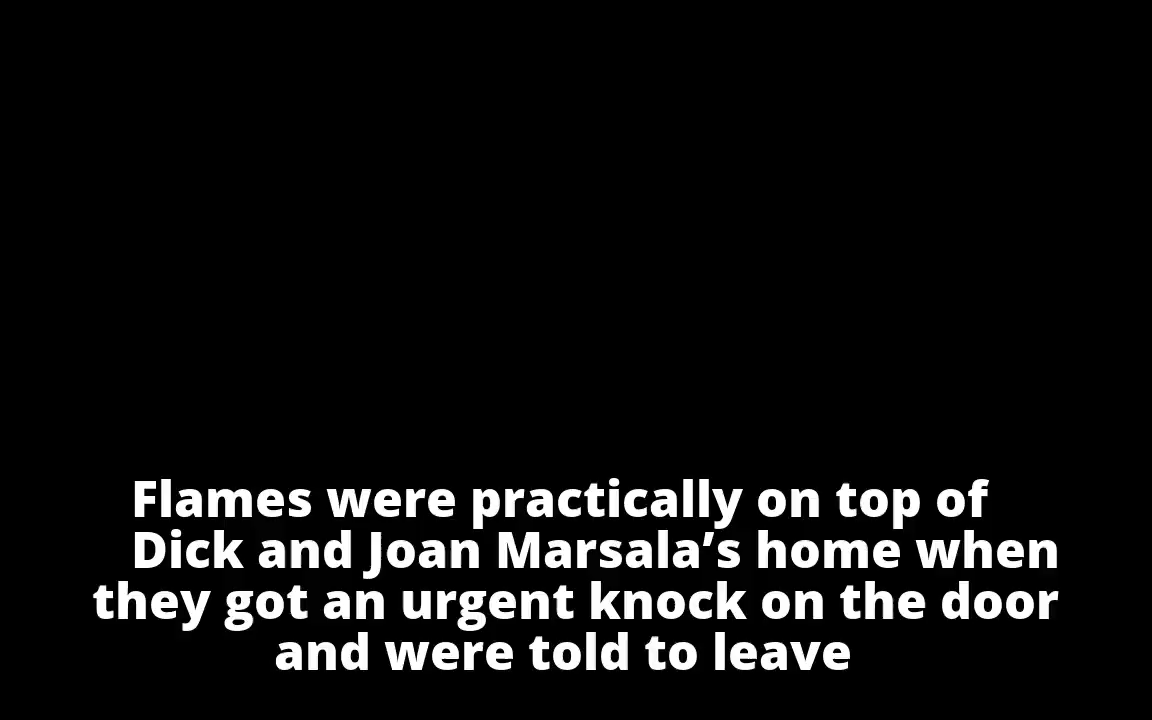 Flames were practically on top of
Dick and Joan Marsala’s home when
they got an urgent knock on the door
and were told to leave